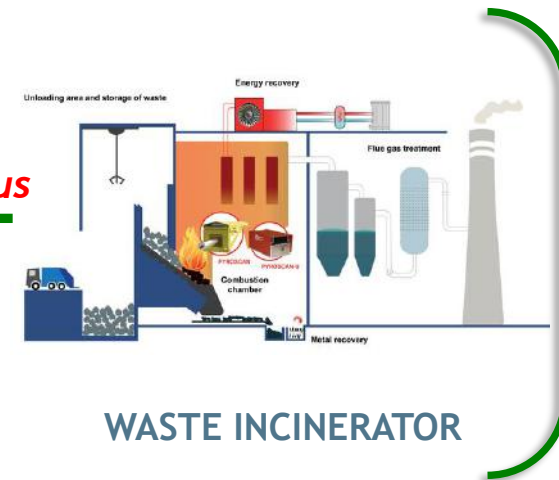 Energy recovery
Unloading area and storage of waste
Flue gas treatment
us
PYROSCAN
PYROSCAN-S
Combustion
chamber
Metal recovery
WASTE INCINERATOR